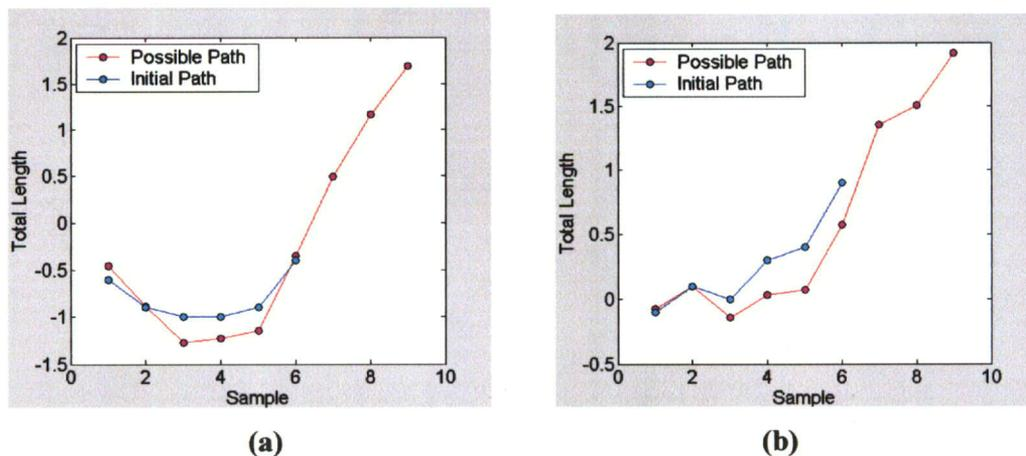 2
1.5
1
0.5
0
-0.5
-1
-1.5
Total Length
Possible Path
Initial Path
0 2 4 6 8 10
Sample
(a)
2
1.5
1
0.5
0
-0.5
Total Length
Possible Path
Initial Path
0 2 4 6 8 10
Sample
(b)